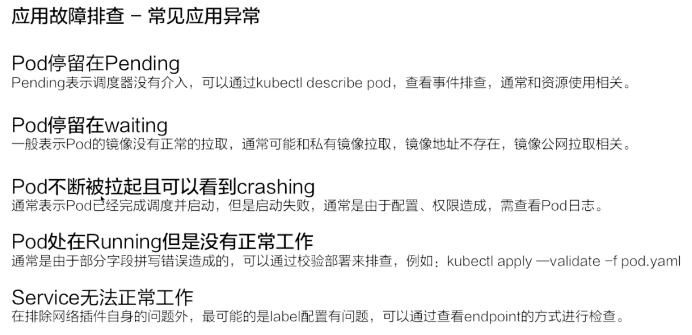 应用故障排查 – 常见应用异常
Pod停留在Pending
Pending表示调度器没有介入，可以通过kubectl describe pod，查看事件排查，通常和资源使用相关。
Pod停留在waiting
一般表示Pod的镜像没有正常的拉取，通常可能和私有镜像拉取，镜像地址不存在，镜像公网拉取相关。
Pod不断被拉起且可以看到crashing
通常表示Pod已经完成调度并启动，但是启动失败，通常是由于配置、权限造成，需查看Pod日志。
Pod处在Running但是没有正常工作
通常是由于部分字段拼写错误造成的，可以通过校验部署来排查，例如：kubectl apply —validate –f pod.yaml
Service无法正常工作
在排除网络插件自身的问题外，最可能的是label配置有问题，可以通过查看endpoint的方式进行检查。